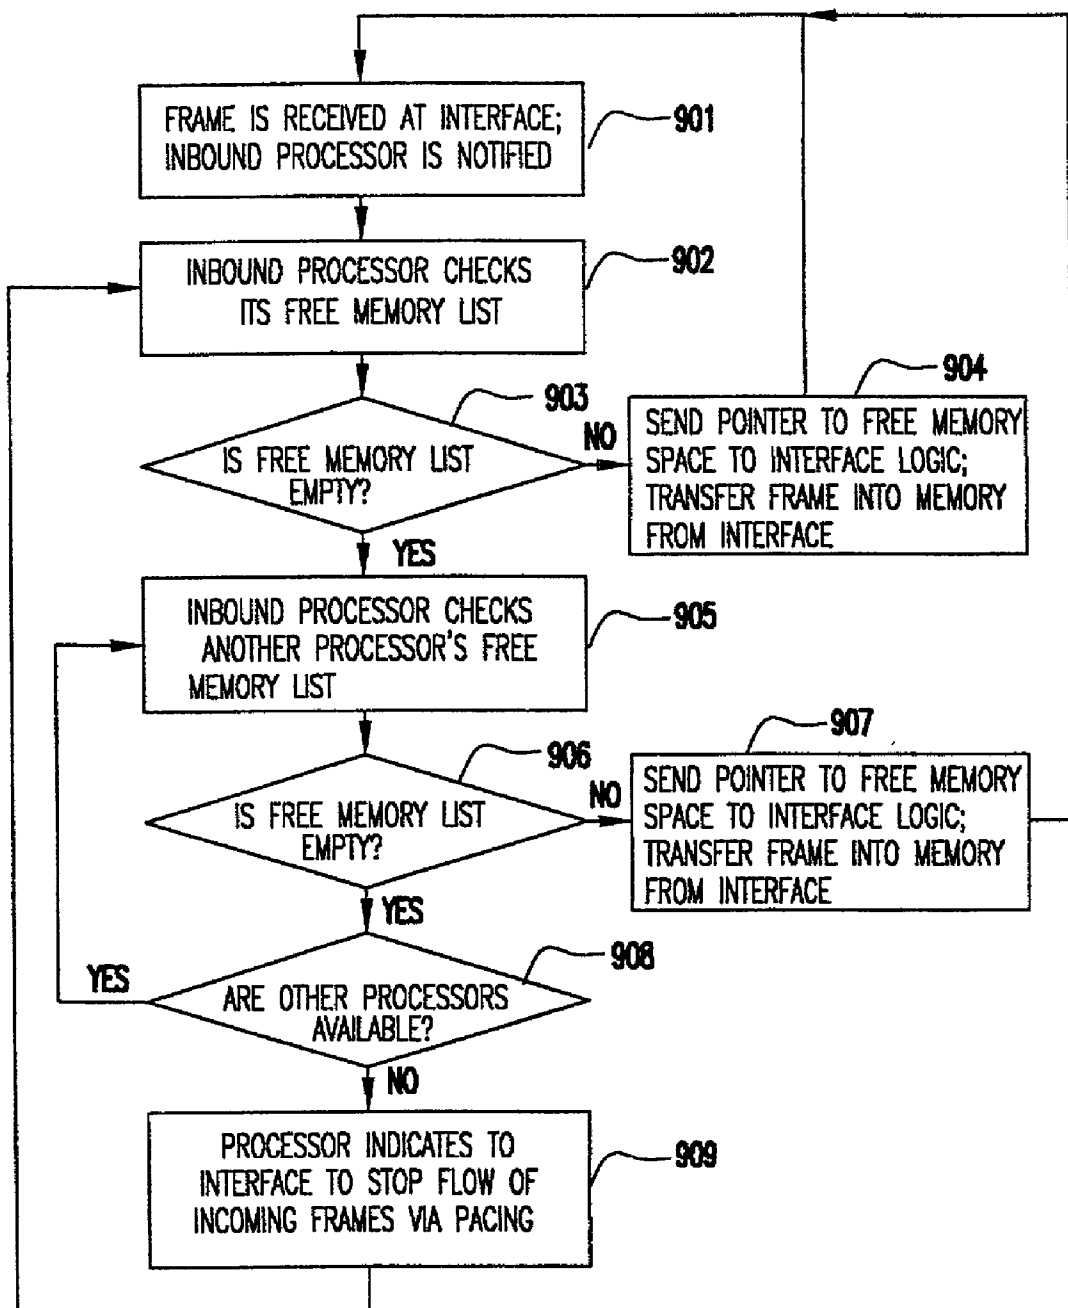 FRAME IS RECEIVED AT INTERFACE;
INBOUND PROCESSOR IS NOTIFIED
901
INBOUND PROCESSOR CHECKS
ITS FREE MEMORY LIST
902
903
IS FREE MEMORY LIST
EMPTY?
NO
YES
904
SEND POINTER TO FREE MEMORY
SPACE TO INTERFACE LOGIC;
TRANSFER FRAME INTO MEMORY
FROM INTERFACE
INBOUND PROCESSOR CHECKS
ANOTHER PROCESSOR'S FREE
MEMORY LIST
905
906
IS FREE MEMORY LIST
EMPTY?
NO
YES
907
SEND POINTER TO FREE MEMORY
SPACE TO INTERFACE LOGIC;
TRANSFER FRAME INTO MEMORY
FROM INTERFACE
908
ARE OTHER PROCESSORS
AVAILABLE?
YES
NO
PROCESSOR INDICATES TO
INTERFACE TO STOP FLOW OF
INCOMING FRAMES VIA PACING
909